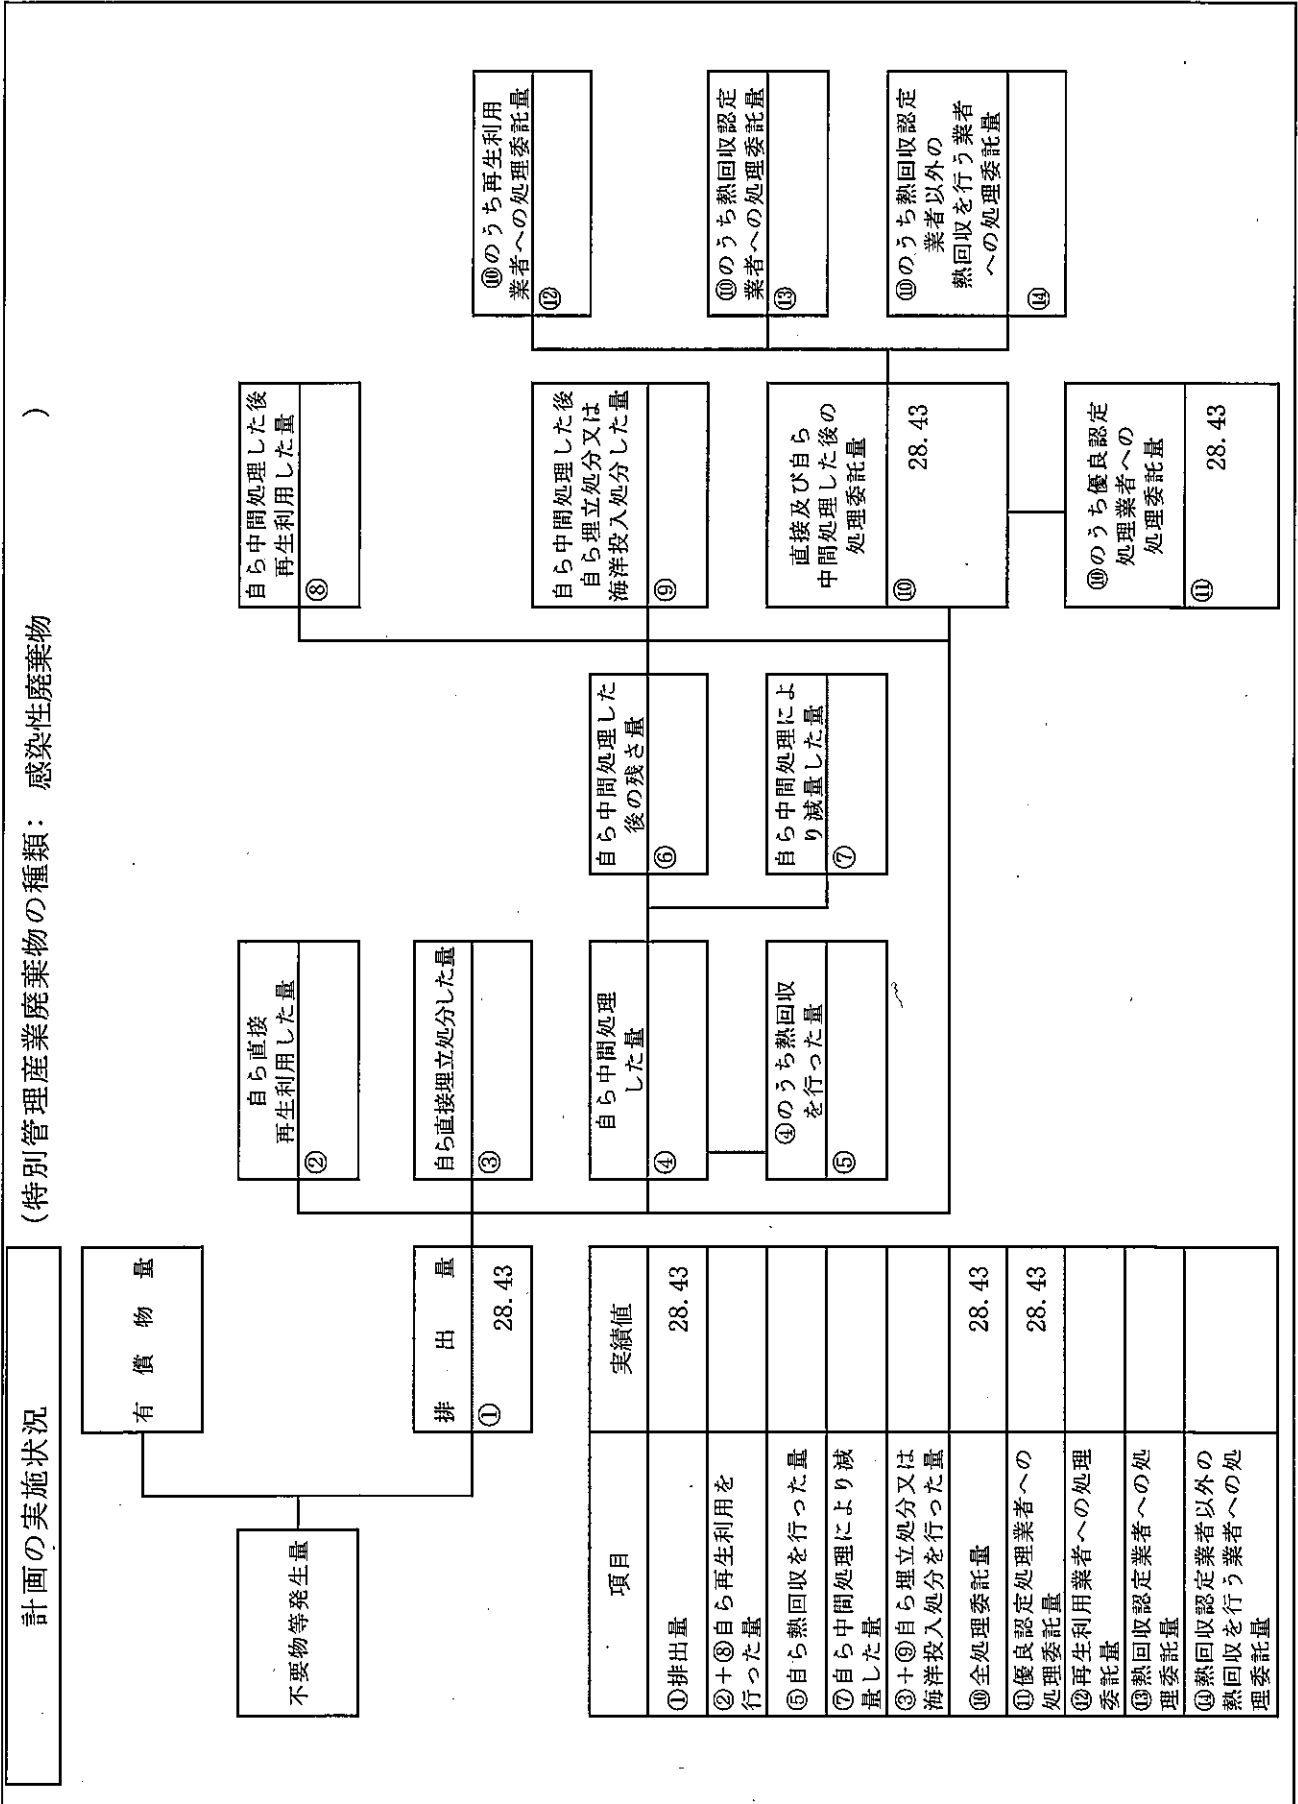 計画の実施状況
(特別管理産業廃棄物の種類: 感染性廃棄物 )
有 償 物 量
不要物等発生量
排 出 量
① 28.43
自ら直接
再生利用した量
②
自ら直接埋立処分した量
③
自ら中間処理
した量
④
④のうち熱回収
を行った量
⑤
自ら中間処理した
後の残さ量
⑥
自ら中間処理によ
り減量した量
⑦
自ら中間処理した後
再生利用した量
⑧
自ら中間処理した後
自ら埋立処分又は
海洋投入処分した量
⑨
直接及び自ら
中間処理した後の
処理委託量
⑩ 28.43
⑩のうち優良認定
処理業者への
処理委託量
⑪ 28.43
⑩のうち再生利用
業者への処理委託量
⑫
⑩のうち熱回収認定
業者への処理委託量
⑬
⑩のうち熱回収認定
業者以外の
熱回収を行う業者
への処理委託量
⑭
項目 実績値
①排出量 28.43
②+⑧自ら再生利用を
行った量
⑤自ら熱回収を行った量
⑦自ら中間処理により減
量した量
③+⑨自ら埋立処分又は
海洋投入処分を行った量
⑩全処理委託量 28.43
⑪優良認定処理業者への
処理委託量 28.43
⑫再生利用業者への処理
委託量
⑬熱回収認定業者への処
理委託量
⑭熱回収認定業者以外の
熱回収を行う業者への処
理委託量